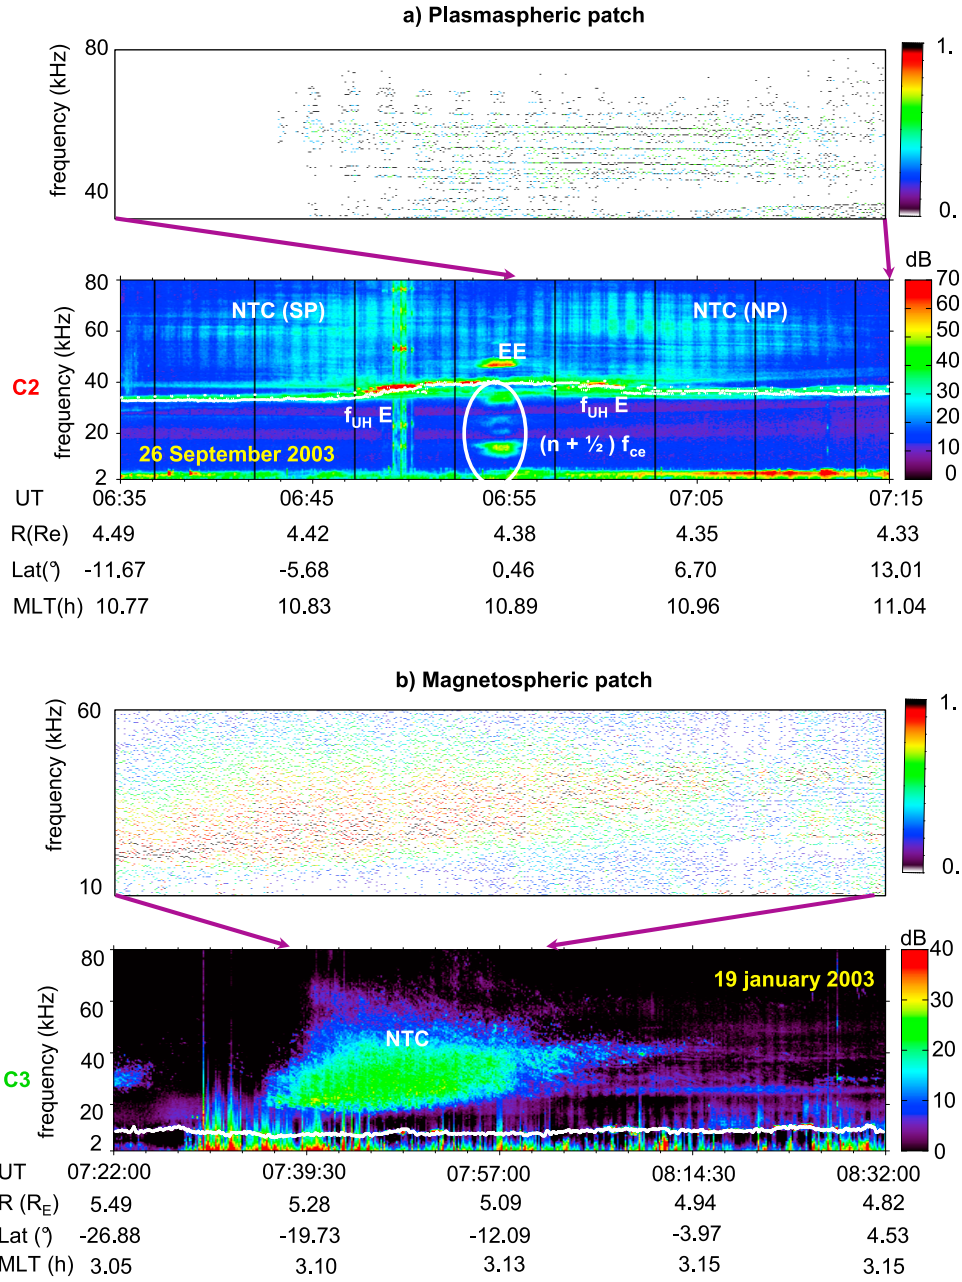 a) Plasmaspheric patch
80
frequency (kHz)
40
1.
0.
dB
80
60
40
20
2
frequency (kHz)
C2
NTC (SP)
NTC (NP)
EE
fUH E
fUH E
(n + ½ ) fce
26 September 2003
70
60
50
40
30
20
10
0
UT 06:35 06:45 06:55 07:05 07:15
R(Re) 4.49 4.42 4.38 4.35 4.33
Lat(°) -11.67 -5.68 0.46 6.70 13.01
MLT(h) 10.77 10.83 10.89 10.96 11.04
b) Magnetospheric patch
60
frequency (kHz)
10
1.
0.
dB
80
60
40
20
2
frequency (kHz)
C3
19 january 2003
NTC
40
30
20
10
0
UT 07:22:00 07:39:30 07:57:00 08:14:30 08:32:00
R (RE) 5.49 5.28 5.09 4.94 4.82
Lat (°) -26.88 -19.73 -12.09 -3.97 4.53
MLT (h) 3.05 3.10 3.13 3.15 3.15